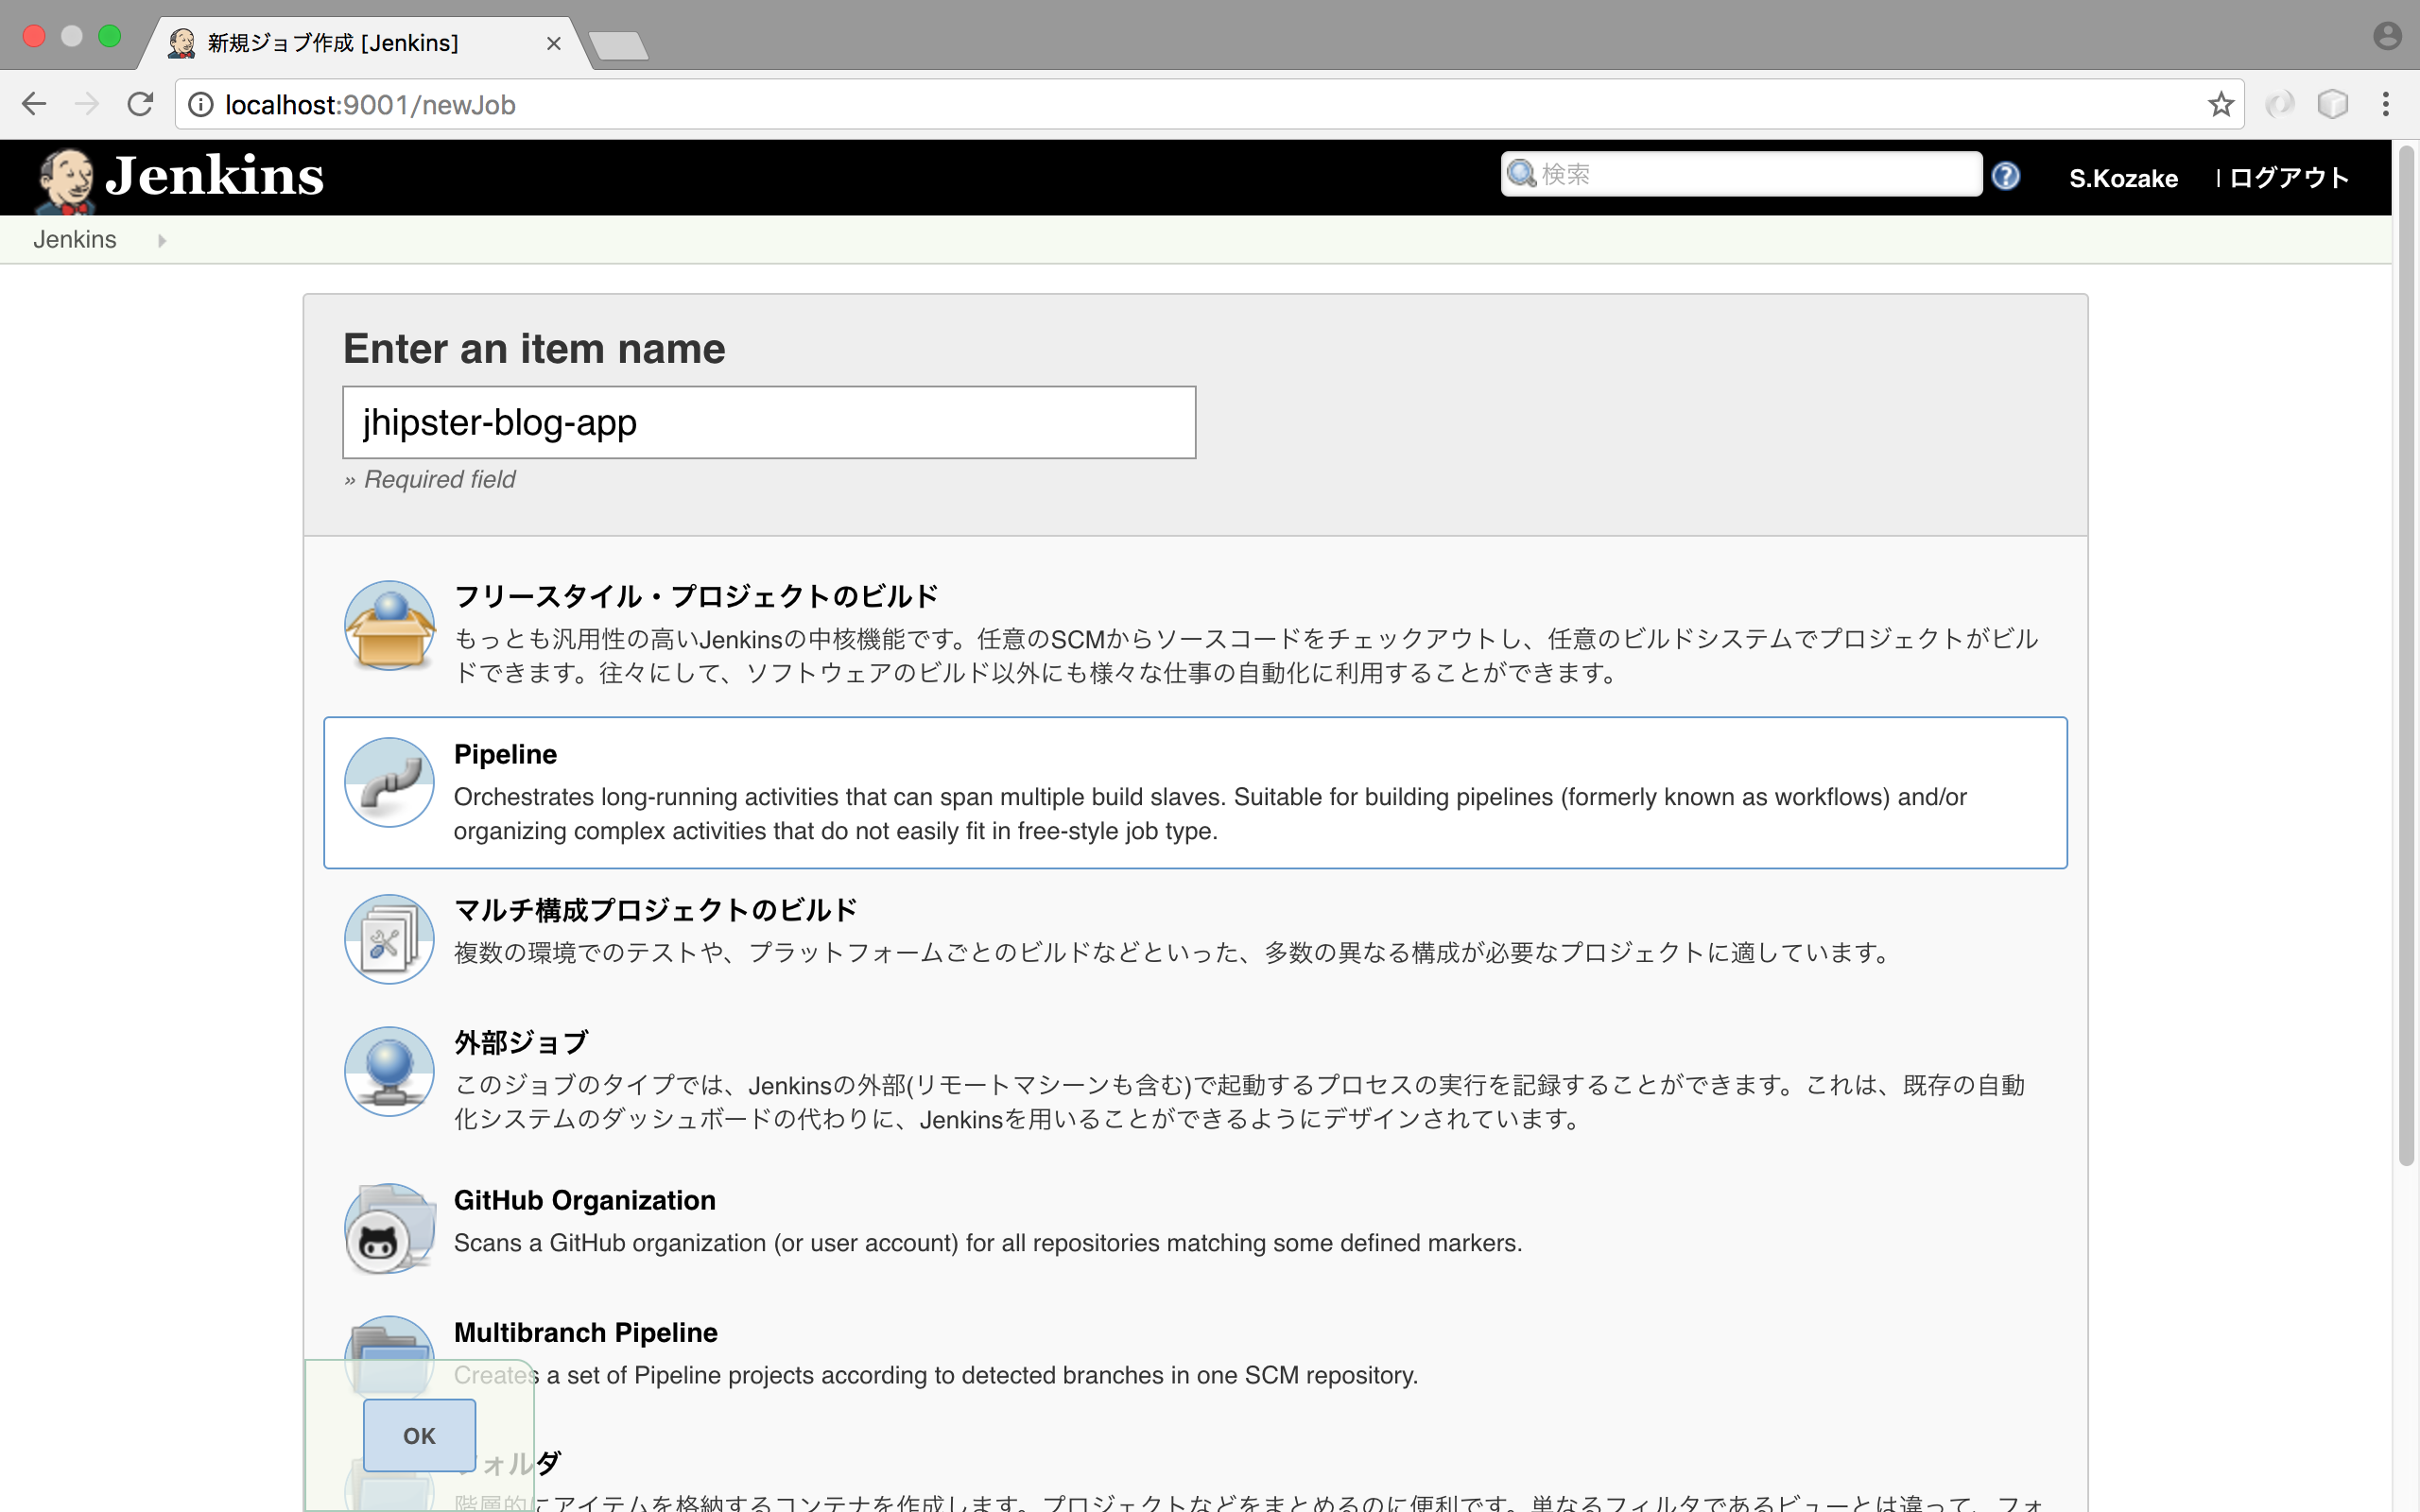 新規ジョブ作成 [Jenkins]
localhost:9001/newJob
Jenkins
検索
S.Kozake
| ログアウト
Jenkins
Enter an item name
jhipster-blog-app
» Required field
フリースタイル・プロジェクトのビルド
もっとも汎用性の高いJenkinsの中核機能です。任意のSCMからソースコードをチェックアウトし、任意のビルドシステムでプロジェクトがビル
ドできます。往々にして、ソフトウェアのビルド以外にも様々な仕事の自動化に利用することができます。
Pipeline
Orchestrates long-running activities that can span multiple build slaves. Suitable for building pipelines (formerly known as workflows) and/or
organizing complex activities that do not easily fit in free-style job type.
マルチ構成プロジェクトのビルド
複数の環境でのテストや、プラットフォームごとのビルドなどといった、多数の異なる構成が必要なプロジェクトに適しています。
外部ジョブ
このジョブのタイプでは、Jenkinsの外部(リモートマシーンも含む)で起動するプロセスの実行を記録することができます。これは、既存の自動
化システムのダッシュボードの代わりに、Jenkinsを用いることができるようにデザインされています。
GitHub Organization
Scans a GitHub organization (or user account) for all repositories matching some defined markers.
Multibranch Pipeline
Creates a set of Pipeline projects according to detected branches in one SCM repository.
OK
フォルダ
階層的にアイテムを格納するコンテナを作成します。プロジェクトなどをまとめるのに便利です。単なるフィルタであるビューとは違って、フォ